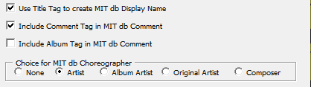 Use Title Tag to create MIT db Display Name
Include Comment Tag in MIT db Comment
Include Album Tag in MIT db Comment
Choice for MIT db Choreographer
None Artist Album Artist Original Artist Composer